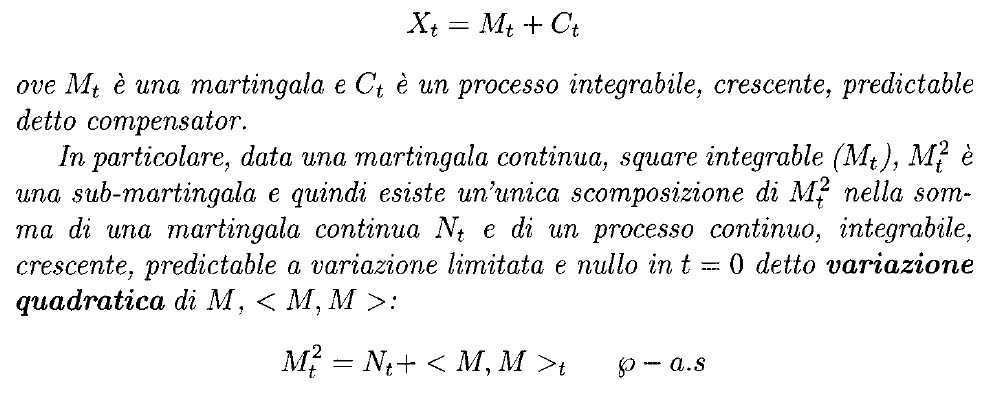 X_t = M_t + C_t
ove M_t è una martingala e C_t è un processo integrabile, crescente, predictable
detto compensator.
In particolare, data una martingala continua, square integrable (M_t), M_t^2 è
una sub-martingala e quindi esiste un'unica scomposizione di M_t^2 nella som-
ma di una martingala continua N_t e di un processo continuo, integrabile,
crescente, predictable a variazione limitata e nullo in t = 0 detto variazione
quadratica di M, < M, M >:
M_t^2 = N_t + < M, M >_t ℘ − a.s